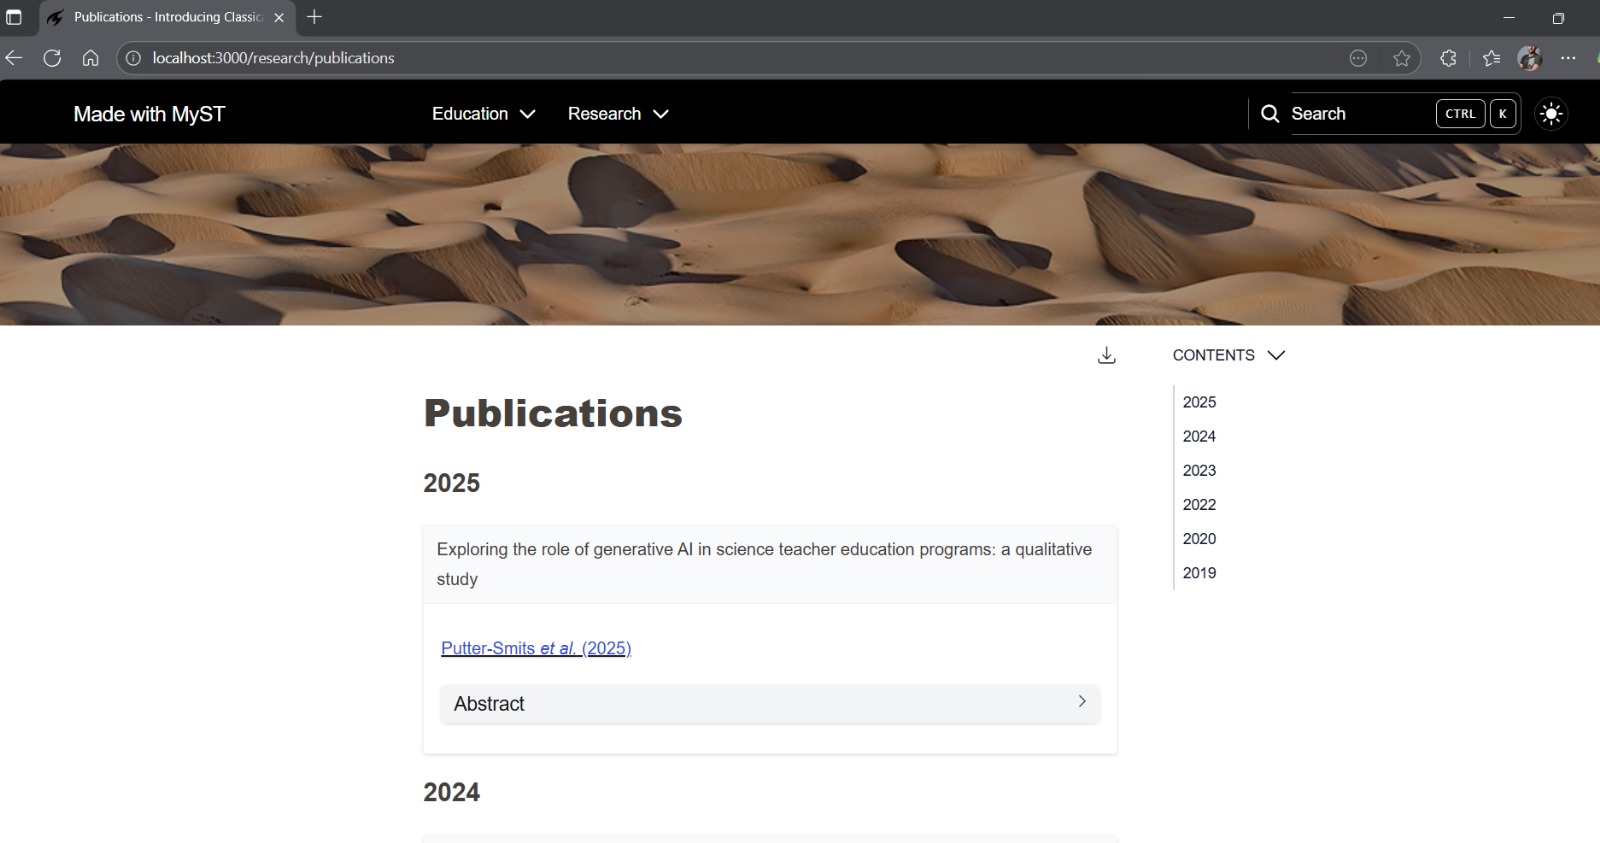 Publications - Introducing Classic
localhost:3000/research/publications
Made with MyST
Education
Research
Search
CTRL
K
CONTENTS
2025
2024
2023
2022
2020
2019
Publications
2025
Exploring the role of generative AI in science teacher education programs: a qualitative
study
Putter-Smits et al. (2025)
Abstract
2024